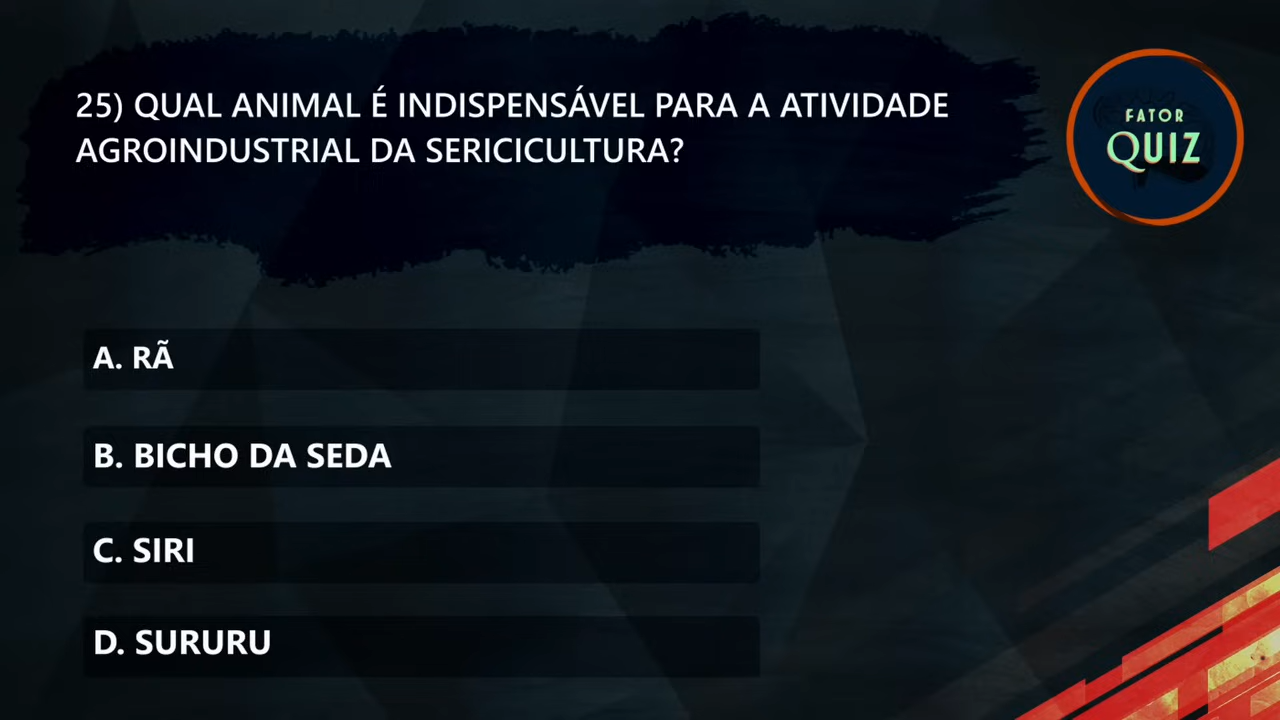 25) QUAL ANIMAL É INDISPENSÁVEL PARA A ATIVIDADE
AGROINDUSTRIAL DA SERICICULTURA?
FATOR
QUIZ
A. RÃ
B. BICHO DA SEDA
C. SIRI
D. SURURU